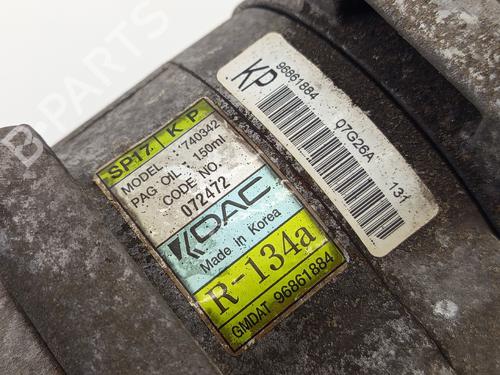 SP17 KP
MODEL : 740342
PAG OIL : 150ml
CODE NO.
072472
DAC
Made in Korea
R-134a
GMDAT 96861884
KP
96861884
07G26A 131
B-PARTS